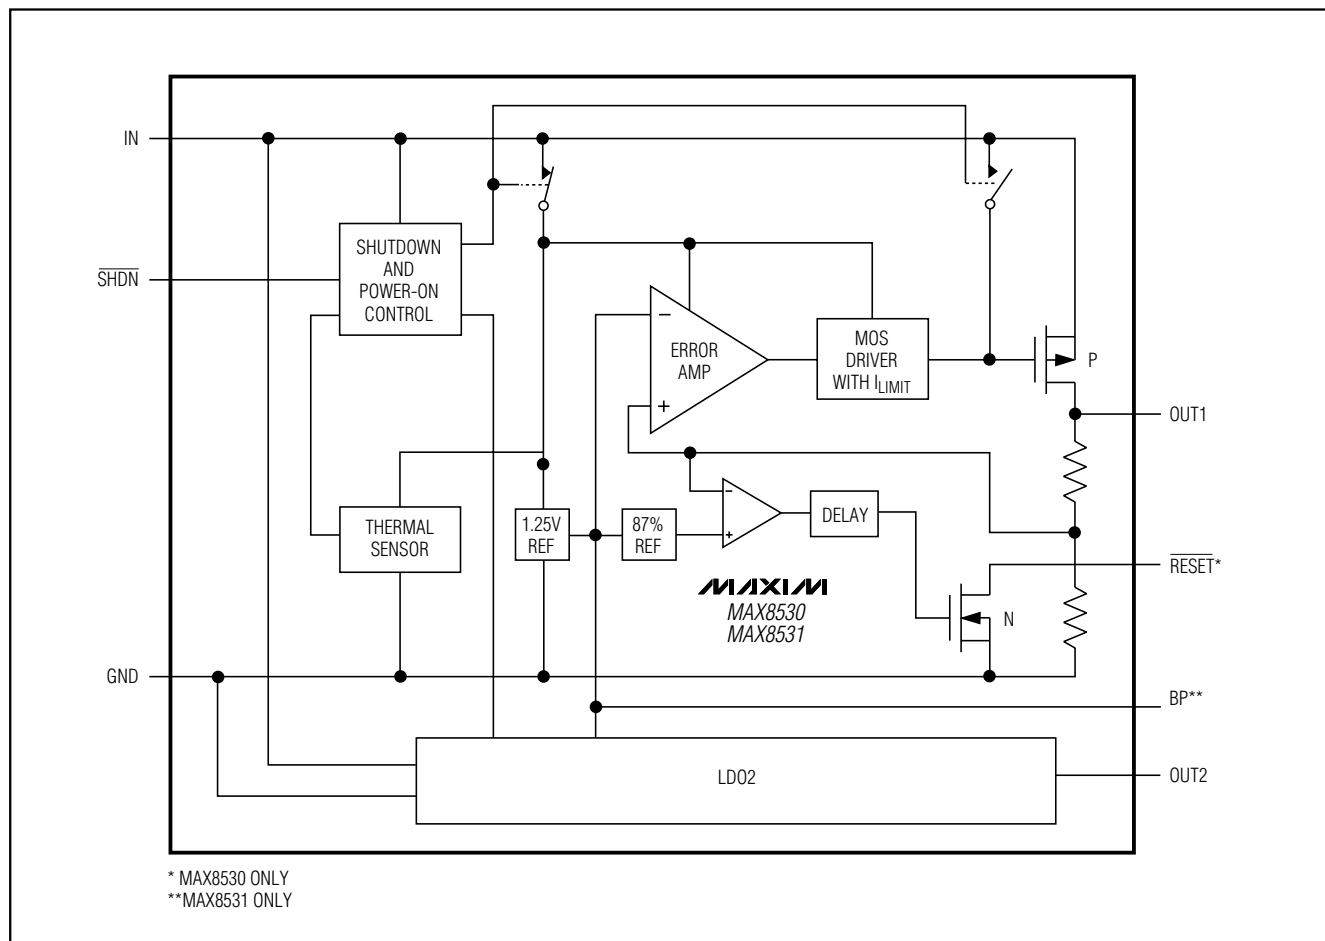 IN
SHUTDOWN
AND
POWER-ON
CONTROL
SHDN
−
ERROR
AMP
+
MOS
DRIVER
WITH ILIMIT
P
OUT1
THERMAL
SENSOR
1.25V
REF
87%
REF
−
+
DELAY
RESET*
MAXIM
MAX8530
MAX8531
N
GND
BP**
LDO2
OUT2
* MAX8530 ONLY
**MAX8531 ONLY